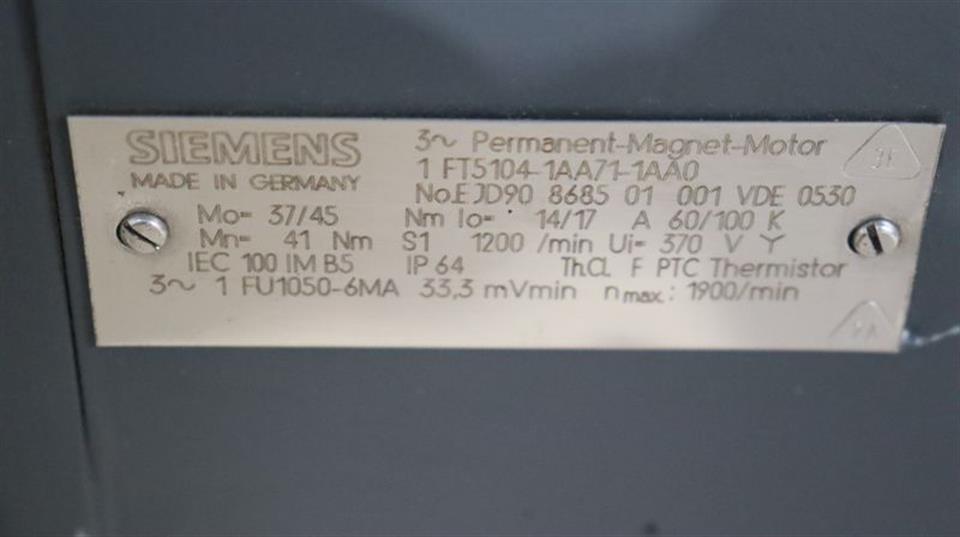 SIEMENS
MADE IN GERMANY
3~ Permanent-Magnet-Motor
1 FT5104-1AA71-1AA0
No.E JD90 8685 01 001 VDE 0530
Mo= 37/45 Nm Io= 14/17 A 60/100 K
Mn= 41 Nm S1 1200 /min Ui= 370 V Y
IEC 100 IM B5 IP 64 Th.Cl. F PTC Thermistor
3~ 1 FU1050-6MA 33,3 mVmin nmax: 1900/min